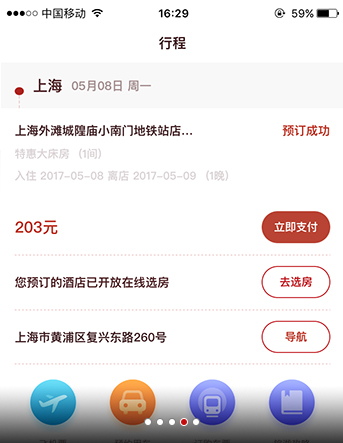 中国移动 16:29 59%
行程
上海 05月08日 周一
上海外滩城隍庙小南门地铁站店... 预订成功
特惠大床房 (1间)
入住 2017-05-08 离店 2017-05-09 (1晚)
203元 立即支付
您预订的酒店已开放在线选房 去选房
上海市黄浦区复兴东路260号 导航